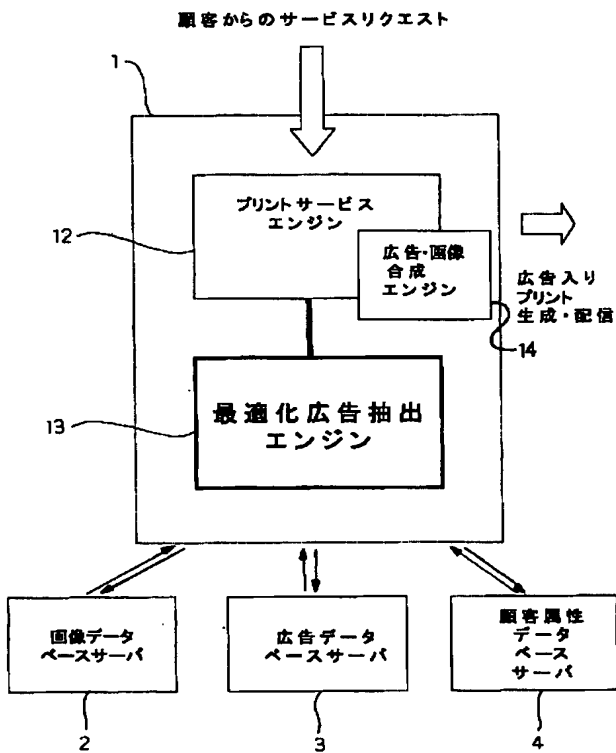 顧客からのサービスリクエスト
1
プリントサービス
エンジン
12
広告・画像
合成
エンジン
広告入り
プリント
生成・配信
14
最適化広告抽出
エンジン
13
画像データ
ベースサーバ
広告データ
ベースサーバ
顧客属性
データ
ベース
サーバ
2
3
4